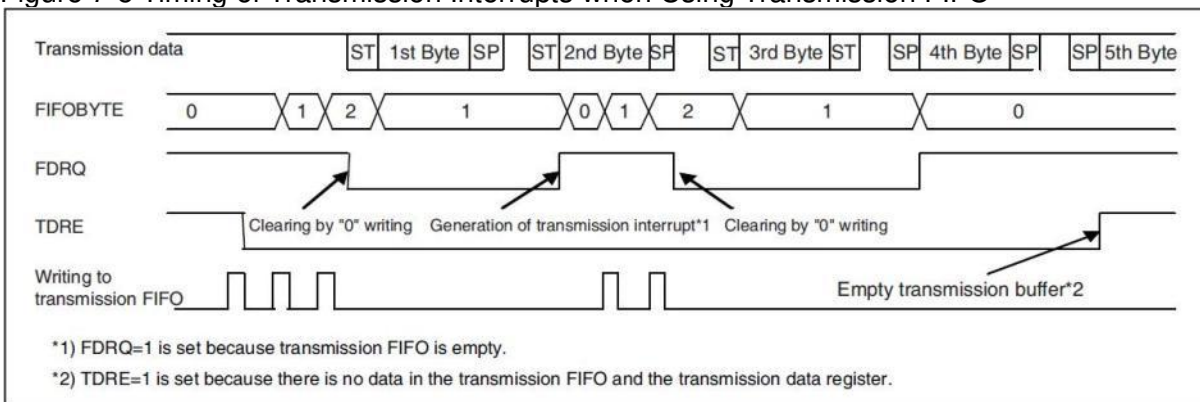 Figure 7-3 Timing of Transmission Interrupts when Using Transmission FIFO
Transmission data ST 1st Byte SP ST 2nd Byte SP ST 3rd Byte ST SP 4th Byte SP SP 5th Byte
FIFOBYTE 0 1 2 1 0 1 2 1 0
FDRQ
Clearing by "0" writing Generation of transmission interrupt*1 Clearing by "0" writing
TDRE
Writing to
transmission FIFO
Empty transmission buffer*2
*1) FDRQ=1 is set because transmission FIFO is empty.
*2) TDRE=1 is set because there is no data in the transmission FIFO and the transmission data register.